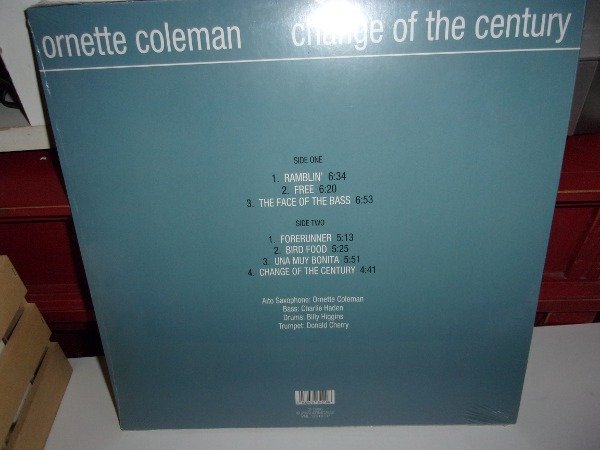 ornette coleman change of the century
SIDE ONE
1. RAMBLIN' 6:34
2. FREE 6:20
3. THE FACE OF THE BASS 6:53
SIDE TWO
1. FORERUNNER 5:13
2. BIRD FOOD 5:25
3. UNA MUY BONITA 5:51
4. CHANGE OF THE CENTURY 4:41
Alto Saxophone: Ornette Coleman
Bass: Charlie Haden
Drums: Billy Higgins
Trumpet: Donald Cherry